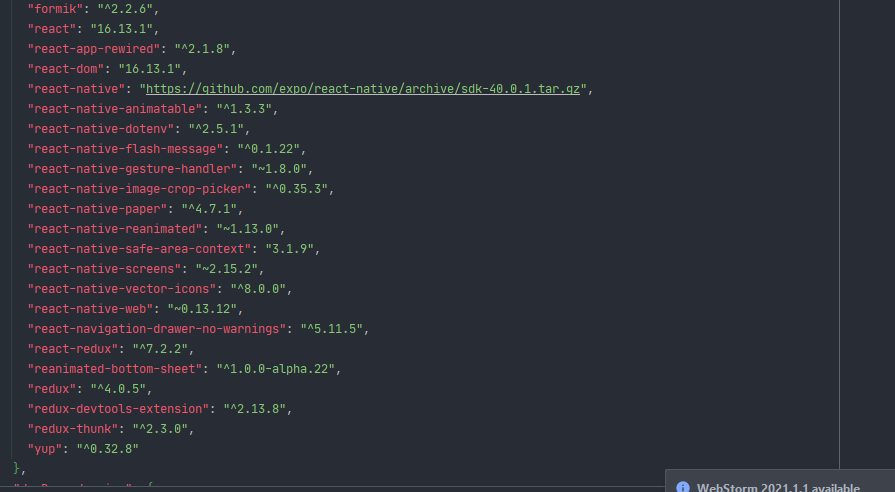 "formik": "^2.2.6",
"react": "16.13.1",
"react-app-rewired": "^2.1.8",
"react-dom": "16.13.1",
"react-native": "https://github.com/expo/react-native/archive/sdk-40.0.1.tar.gz",
"react-native-animatable": "^1.3.3",
"react-native-dotenv": "^2.5.1",
"react-native-flash-message": "^0.1.22",
"react-native-gesture-handler": "~1.8.0",
"react-native-image-crop-picker": "^0.35.3",
"react-native-paper": "^4.7.1",
"react-native-reanimated": "~1.13.0",
"react-native-safe-area-context": "3.1.9",
"react-native-screens": "~2.15.2",
"react-native-vector-icons": "^8.0.0",
"react-native-web": "~0.13.12",
"react-navigation-drawer-no-warnings": "^5.11.5",
"react-redux": "^7.2.2",
"reanimated-bottom-sheet": "^1.0.0-alpha.22",
"redux": "^4.0.5",
"redux-devtools-extension": "^2.13.8",
"redux-thunk": "^2.3.0",
"yup": "^0.32.8"
},
WebStorm 2021.1.1 available